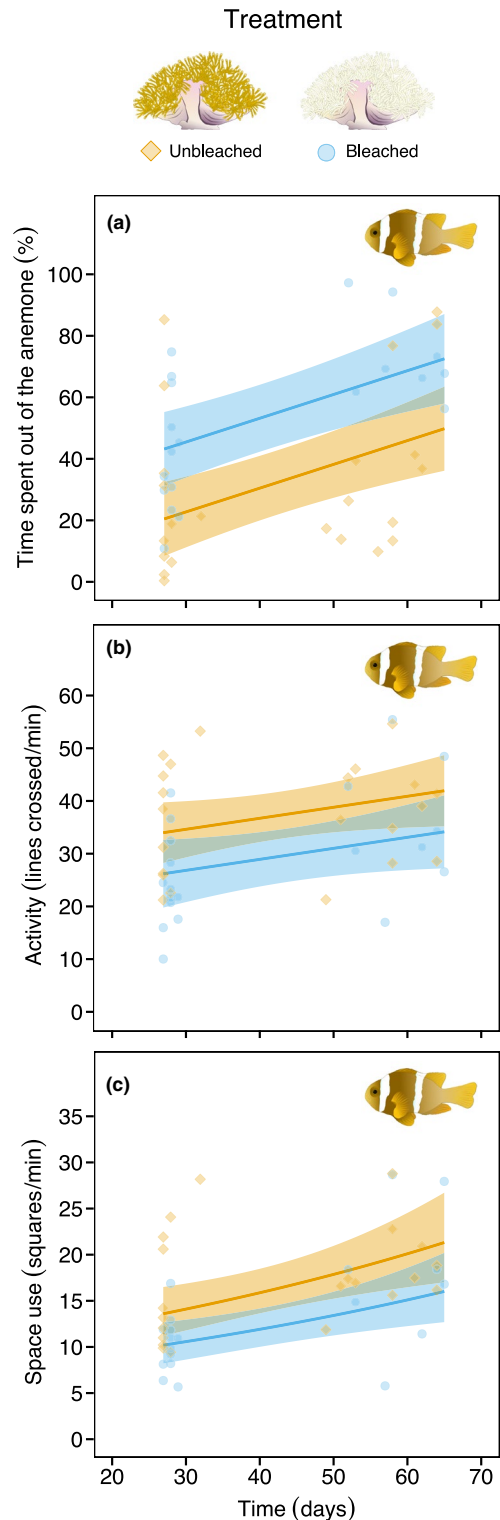 Treatment
Unbleached
Bleached
(a)
Time spent out of the anemone (%)
100
80
60
40
20
0
(b)
Activity (lines crossed/min)
60
50
40
30
20
10
0
(c)
Space use (squares/min)
35
30
25
20
15
10
5
0
20 30 40 50 60 70
Time (days)